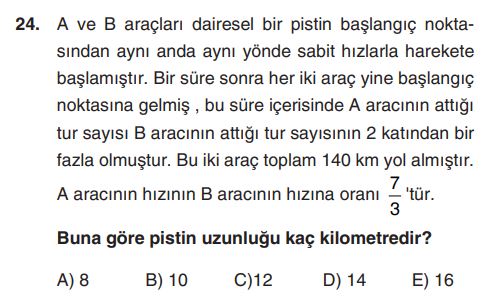 24. A ve B araçları dairesel bir pistin başlangıç nokta-
sından aynı anda aynı yönde sabit hızlarla harekete
başlamıştır. Bir süre sonra her iki araç yine başlangıç
noktasına gelmiş , bu süre içerisinde A aracının attığı
tur sayısı B aracının attığı tur sayısının 2 katından bir
fazla olmuştur. Bu iki araç toplam 140 km yol almıştır.
A aracının hızının B aracının hızına oranı 7/3 'tür.
Buna göre pistin uzunluğu kaç kilometredir?
A) 8 B) 10 C)12 D) 14 E) 16